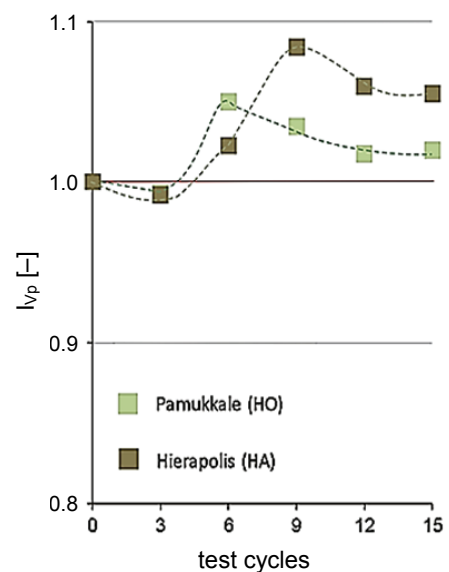 1.1
1.0
0.9
0.8
IVp [–]
Pamukkale (HO)
Hierapolis (HA)
0 3 6 9 12 15
test cycles